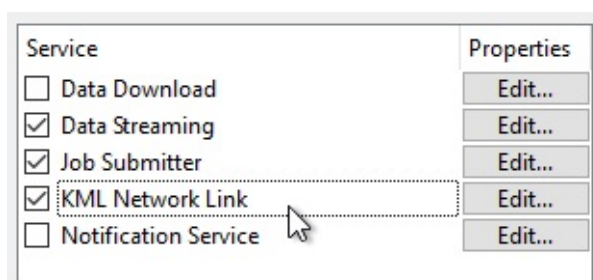 Service Properties
Data Download Edit...
Data Streaming Edit...
Job Submitter Edit...
KML Network Link Edit...
Notification Service Edit...